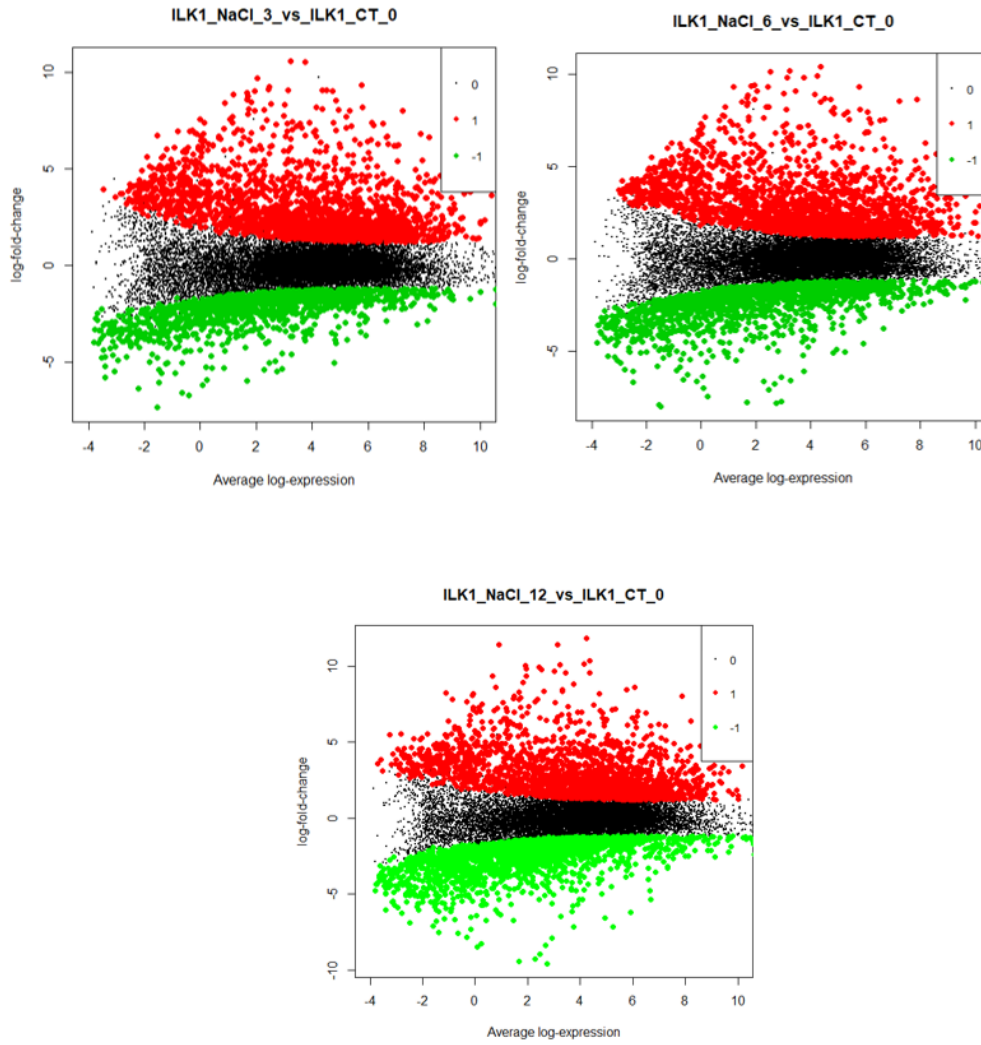 ILK1_NaCl_3_vs_ILK1_CT_0
log-fold-change
10
5
0
-5
0
1
-1
-4 -2 0 2 4 6 8 10
Average log-expression
ILK1_NaCl_6_vs_ILK1_CT_0
log-fold-change
10
5
0
-5
0
1
-1
-4 -2 0 2 4 6 8 10
Average log-expression
ILK1_NaCl_12_vs_ILK1_CT_0
log-fold-change
10
5
0
-5
-10
0
1
-1
-4 -2 0 2 4 6 8 10
Average log-expression